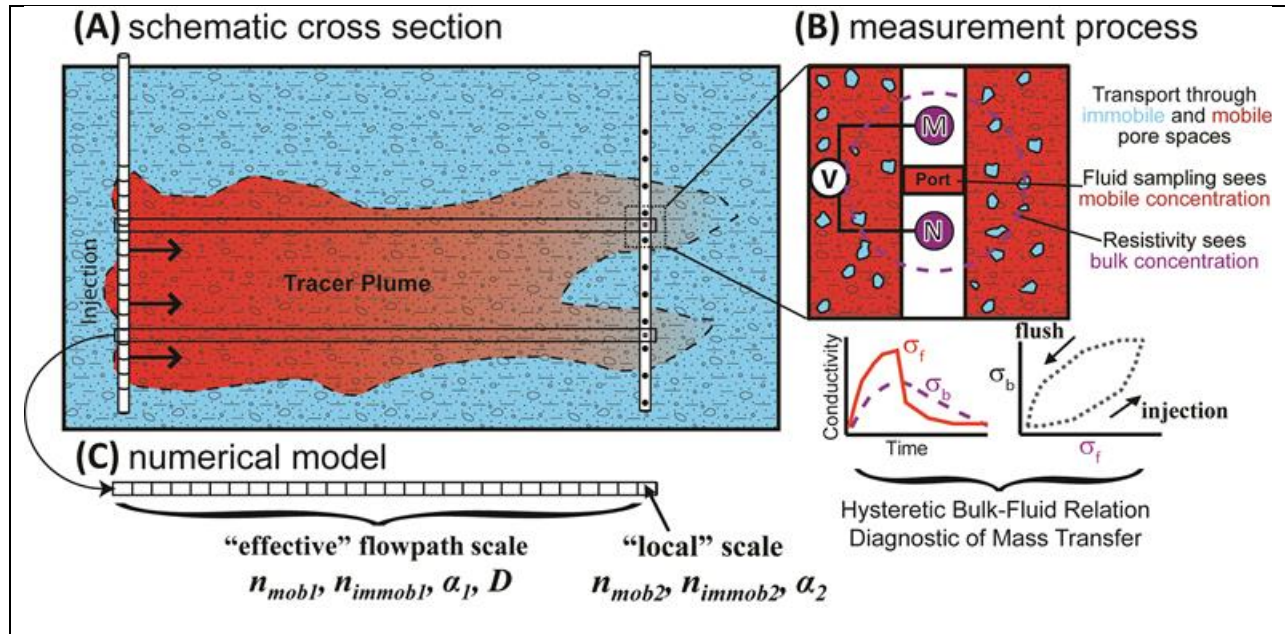 (A) schematic cross section
Injection
Tracer Plume
(B) measurement process
M
V
Port
N
Transport through
immobile and mobile
pore spaces
Fluid sampling sees
mobile concentration
Resistivity sees
bulk concentration
Conductivity
σf
σb
Time
flush
σb
injection
σf
Hysteretic Bulk-Fluid Relation
Diagnostic of Mass Transfer
(C) numerical model
“effective” flowpath scale
nmob1, nimmob1, α1, D
“local” scale
nmob2, nimmob2, α2